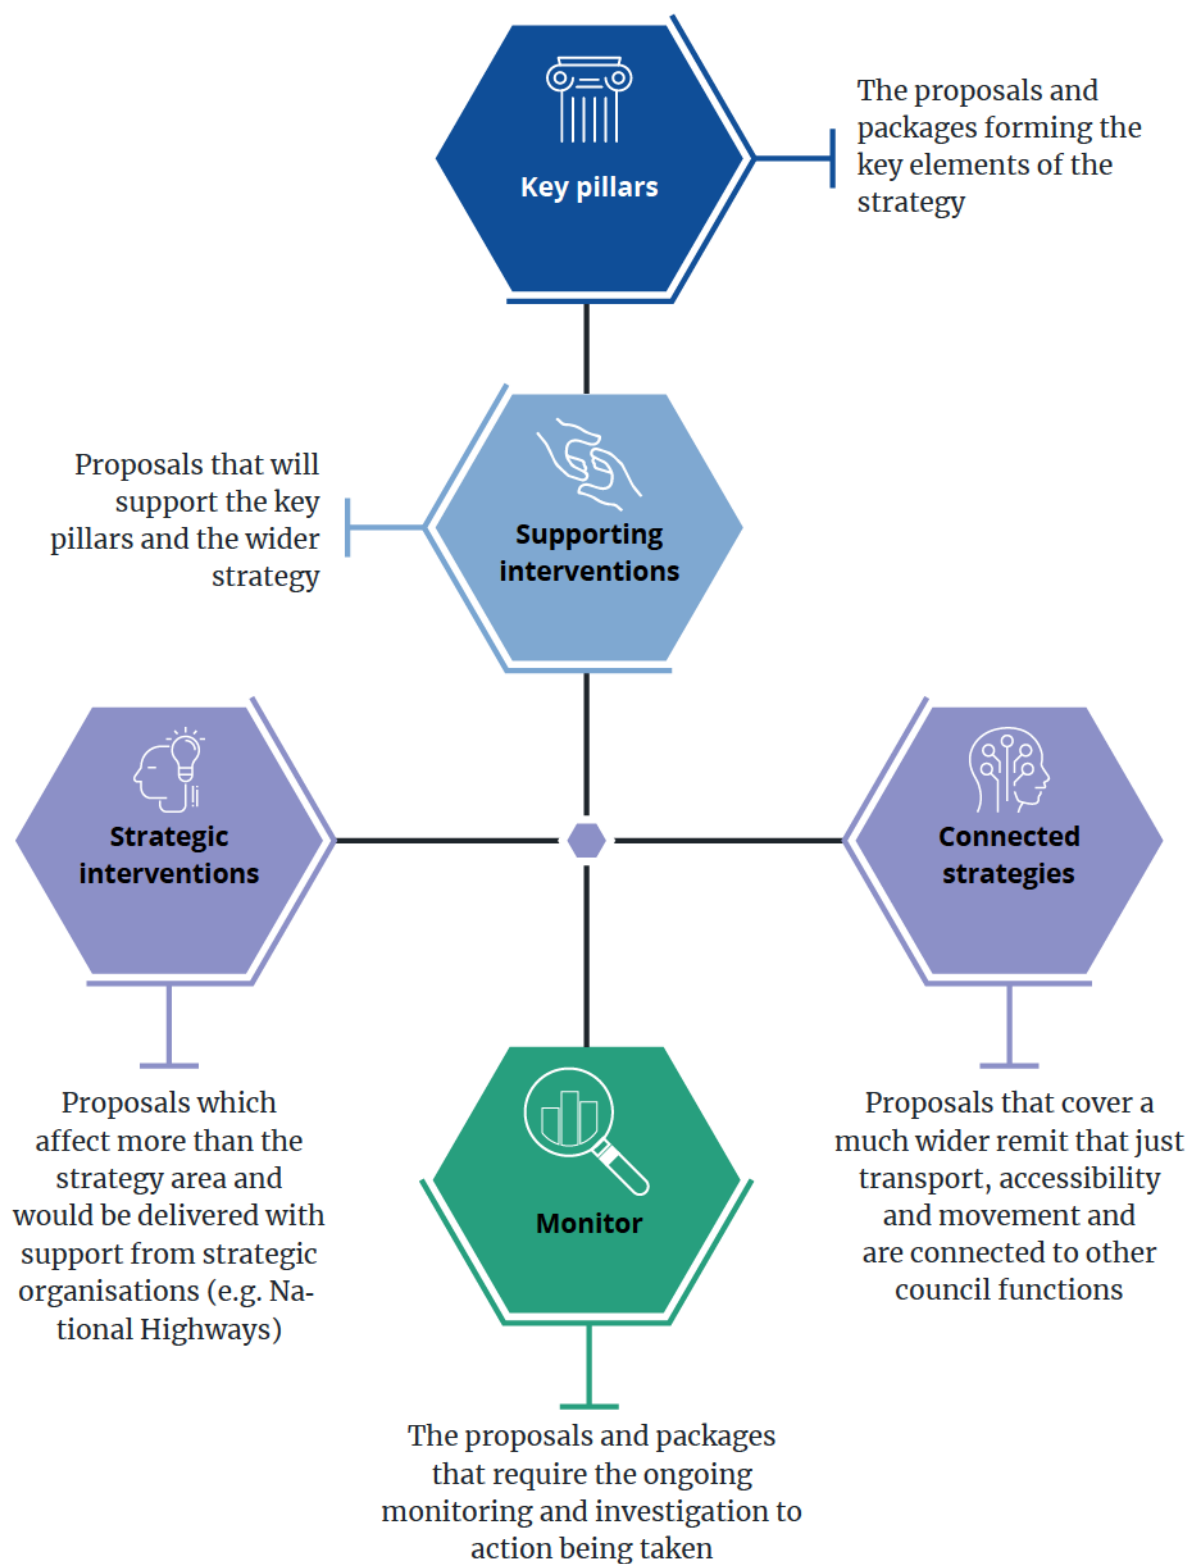 Key pillars
The proposals and
packages forming the
key elements of the
strategy
Proposals that will
support the key
pillars and the wider
strategy
Supporting
interventions
Strategic
interventions
Connected
strategies
Proposals which
affect more than the
strategy area and
would be delivered with
support from strategic
organisations (e.g. Na-
tional Highways)
Proposals that cover a
much wider remit that just
transport, accessibility
and movement and
are connected to other
council functions
Monitor
The proposals and packages
that require the ongoing
monitoring and investigation to
action being taken